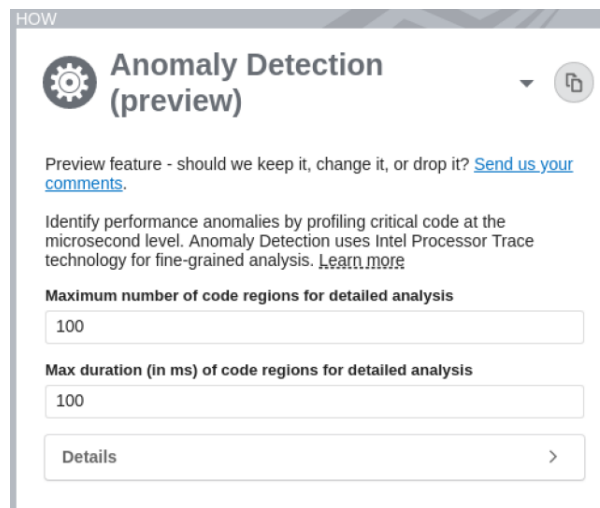 HOW
Anomaly Detection
(preview)
Preview feature - should we keep it, change it, or drop it? Send us your
comments.
Identify performance anomalies by profiling critical code at the
microsecond level. Anomaly Detection uses Intel Processor Trace
technology for fine-grained analysis. Learn more
Maximum number of code regions for detailed analysis
100
Max duration (in ms) of code regions for detailed analysis
100
Details